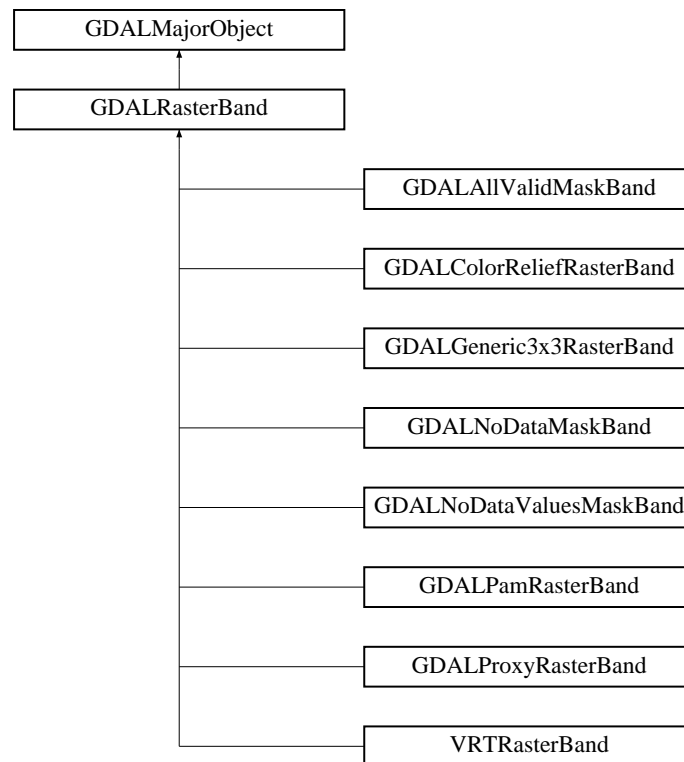 GDALMajorObject
GDALRasterBand
GDALAllValidMaskBand
GDALColorReliefRasterBand
GDALGeneric3x3RasterBand
GDALNoDataMaskBand
GDALNoDataValuesMaskBand
GDALPamRasterBand
GDALProxyRasterBand
VRTRasterBand